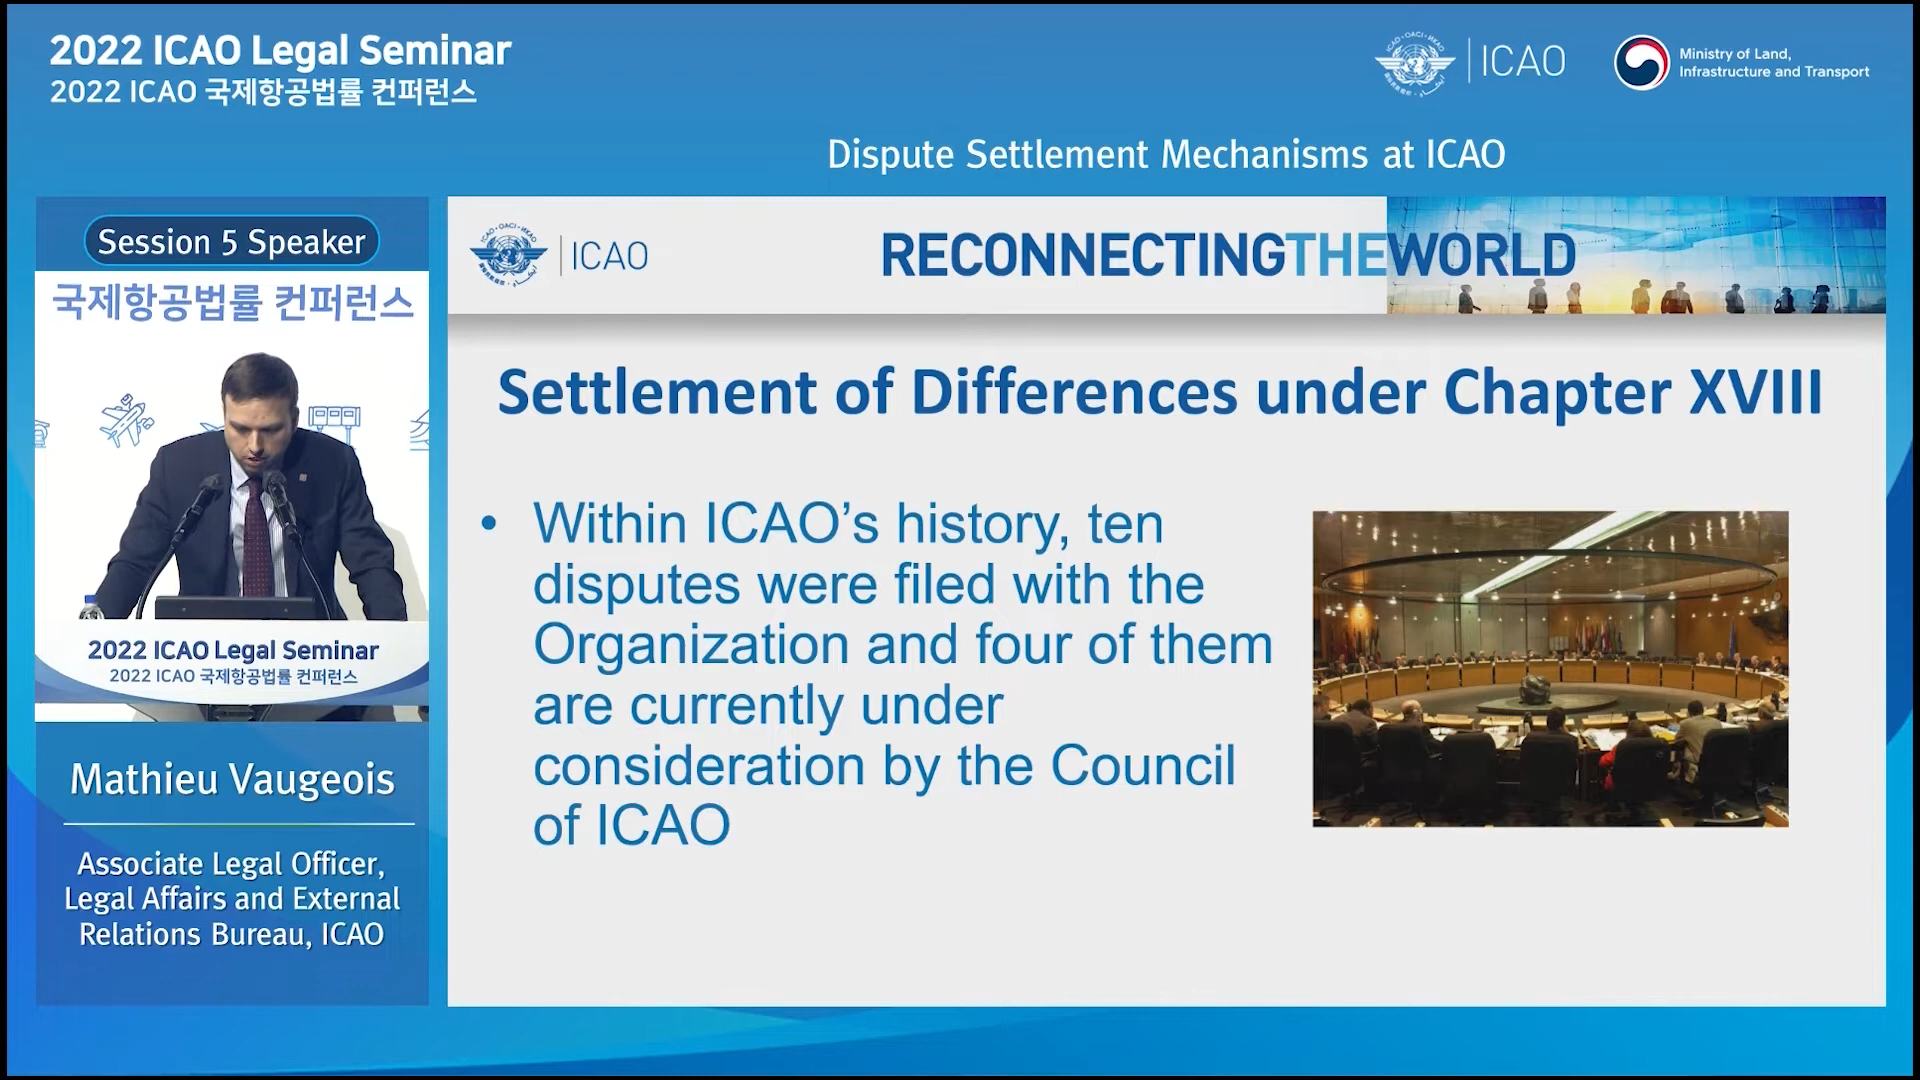 2022 ICAO Legal Seminar
2022 ICAO 국제항공법률 컨퍼런스
ICAO
Ministry of Land,
Infrastructure and Transport
Dispute Settlement Mechanisms at ICAO
Session 5 Speaker
국제항공법률 컨퍼런스
2022 ICAO Legal Seminar
2022 ICAO 국제항공법률 컨퍼런스
Mathieu Vaugeois
Associate Legal Officer,
Legal Affairs and External
Relations Bureau, ICAO
ICAO
RECONNECTINGTHEWORLD
Settlement of Differences under Chapter XVIII
• Within ICAO’s history, ten
disputes were filed with the
Organization and four of them
are currently under
consideration by the Council
of ICAO